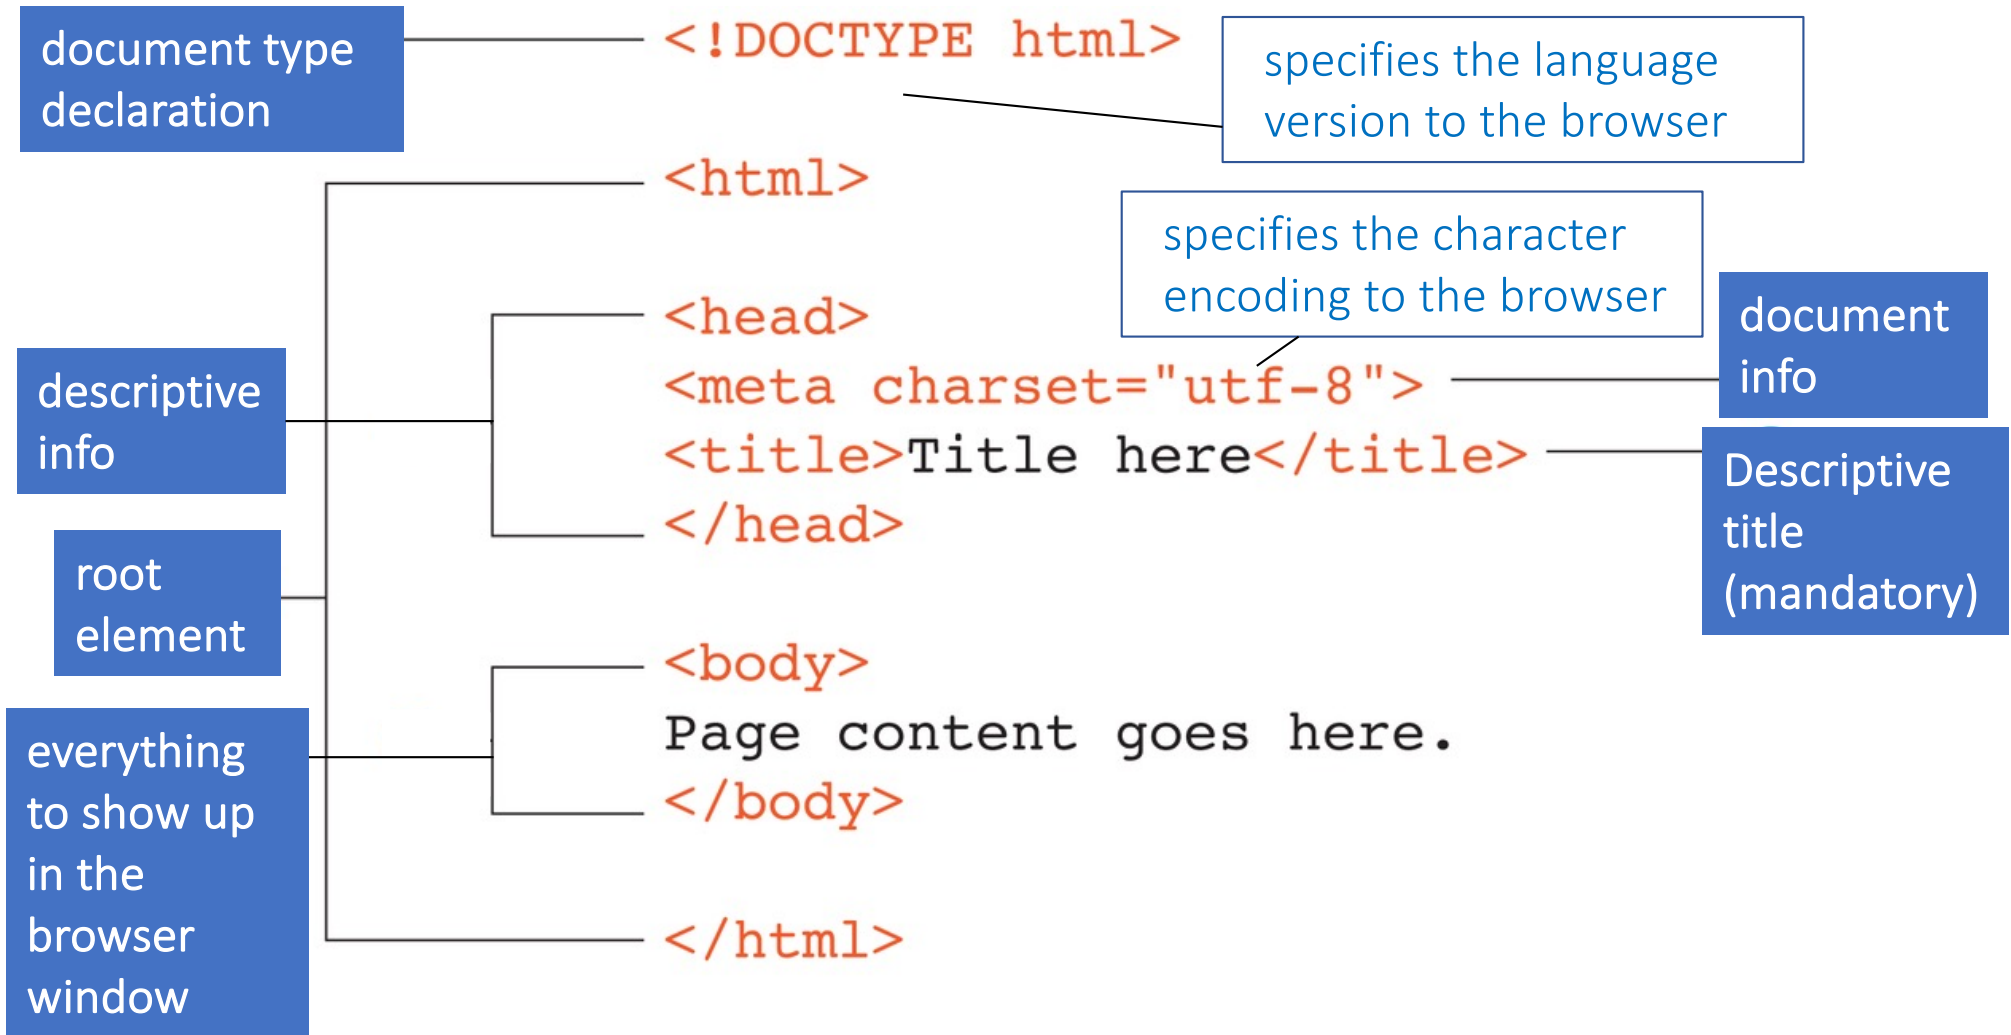 document type
declaration
<!DOCTYPE html>
specifies the language
version to the browser
<html>
specifies the character
encoding to the browser
<head>
document
info
<meta charset="utf-8">
descriptive
info
<title>Title here</title>
Descriptive
title
(mandatory)
</head>
root
element
<body>
Page content goes here.
everything
to show up
in the
browser
window
</body>
</html>